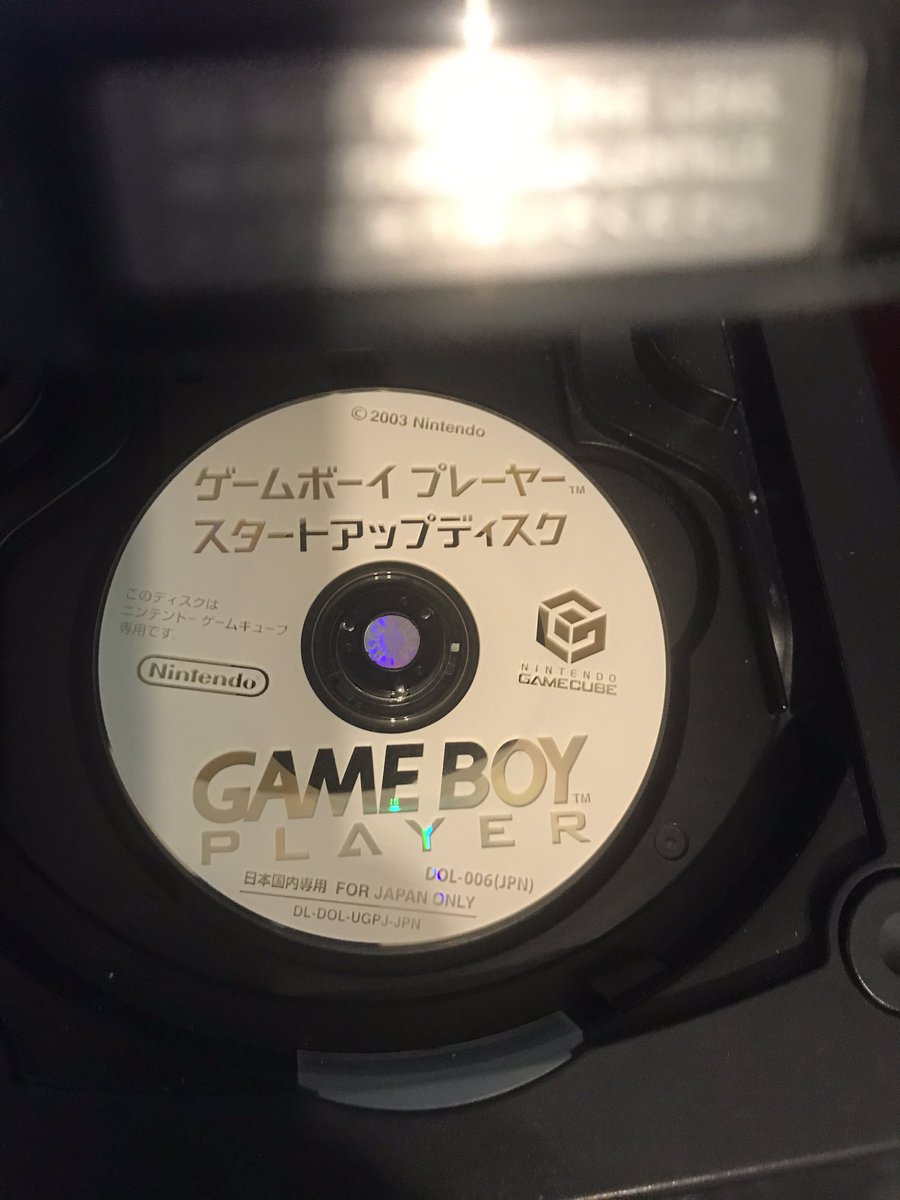 © 2003 Nintendo
ゲームボーイ プレーヤー™
スタートアップディスク
このディスクは
ニンテンドー ゲームキューブ
専用です。
Nintendo
NINTENDO
GAMECUBE
GAME BOY™
PLAYER
DOL-006(JPN)
日本国内専用 FOR JAPAN ONLY
DL-DOL-UGPJ-JPN